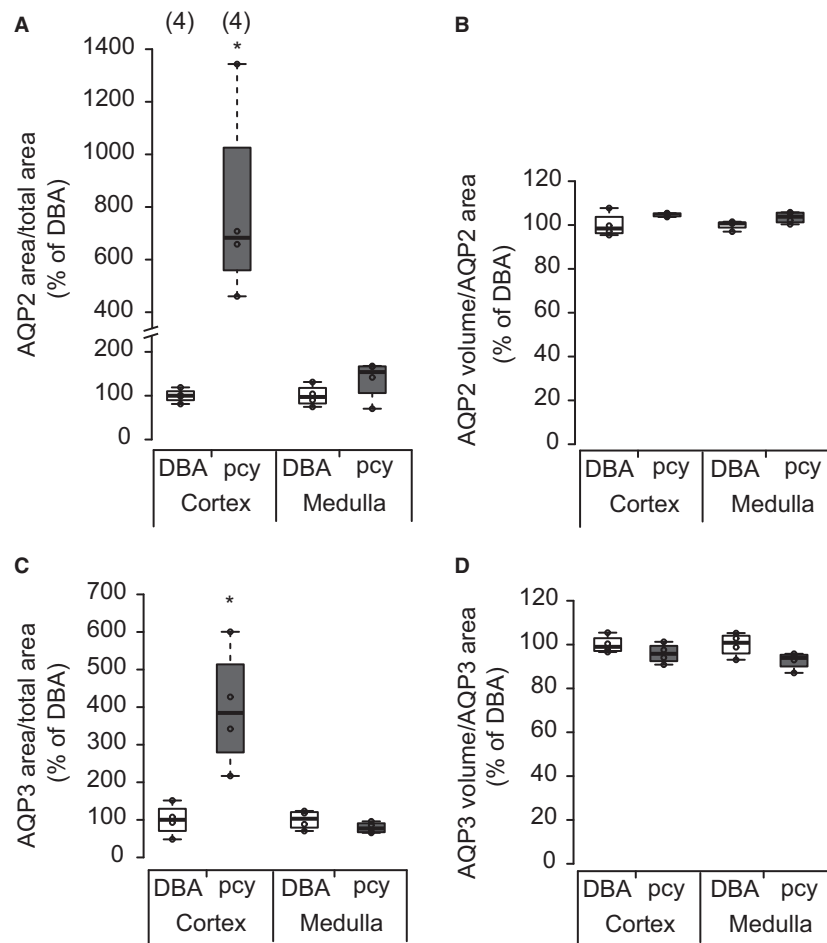 A
(4) (4)
*
AQP2 area/total area
(% of DBA)
1400
1200
1000
800
600
400
200
100
0
DBA pcy DBA pcy
Cortex Medulla
B
AQP2 volume/AQP2 area
(% of DBA)
120
100
80
60
40
20
0
DBA pcy DBA pcy
Cortex Medulla
C
*
AQP3 area/total area
(% of DBA)
700
600
500
400
300
200
100
0
DBA pcy DBA pcy
Cortex Medulla
D
AQP3 volume/AQP3 area
(% of DBA)
120
100
80
60
40
20
0
DBA pcy DBA pcy
Cortex Medulla